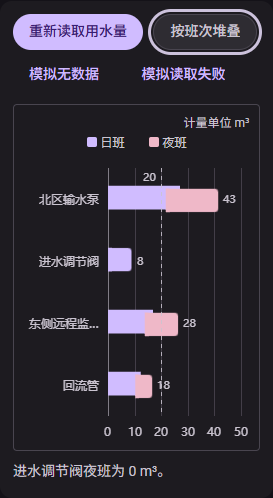 重新读取用水量
按班次堆叠
模拟无数据
模拟读取失败
计量单位 m³
日班
夜班
20
北区输水泵
43
进水调节阀
8
东侧远程监...
28
回流管
18
0 10 20 30 40 50
进水调节阀夜班为 0 m³。